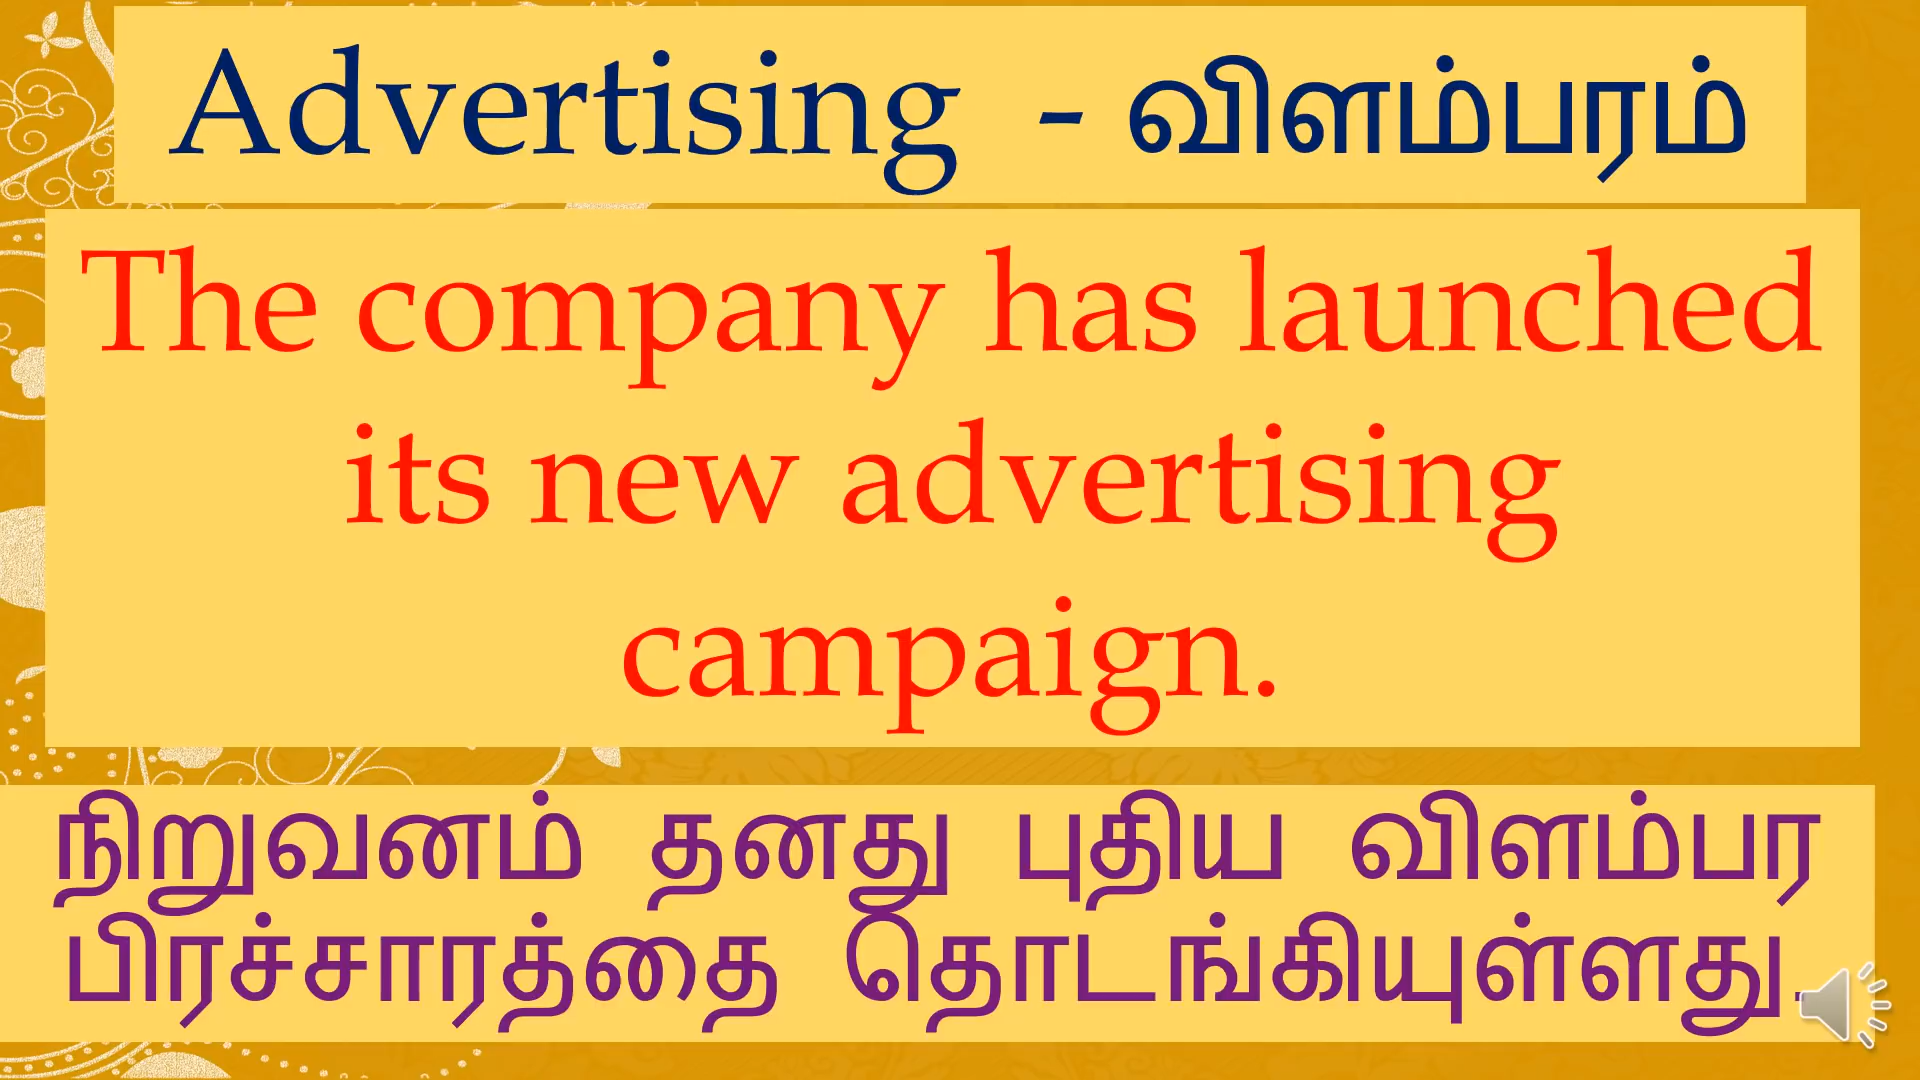 Advertising - விளம்பரம்
The company has launched
its new advertising
campaign.
நிறுவனம் தனது புதிய விளம்பர
பிரச்சாரத்தை தொடங்கியுள்ளது.